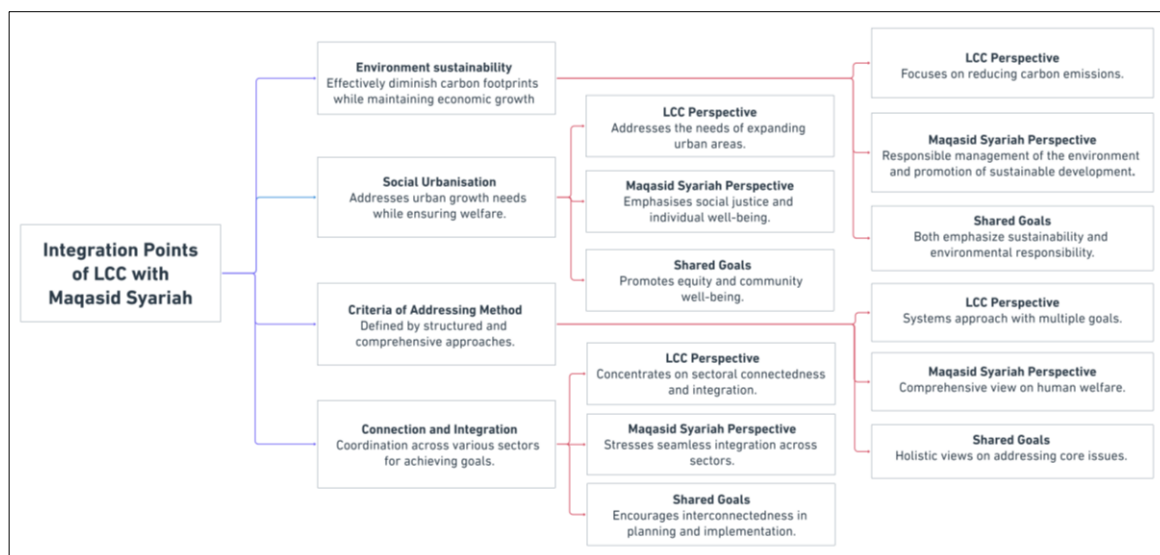 Integration Points
of LCC with
Maqasid Syariah
Environment sustainability
Effectively diminish carbon footprints
while maintaining economic growth
LCC Perspective
Focuses on reducing carbon emissions.
Maqasid Syariah Perspective
Responsible management of the environment
and promotion of sustainable development.
Shared Goals
Both emphasize sustainability and
environmental responsibility.
Social Urbanisation
Addresses urban growth needs
while ensuring welfare.
LCC Perspective
Addresses the needs of expanding
urban areas.
Maqasid Syariah Perspective
Emphasises social justice and
individual well-being.
Shared Goals
Promotes equity and community
well-being.
Criteria of Addressing Method
Defined by structured and
comprehensive approaches.
LCC Perspective
Systems approach with multiple goals.
Maqasid Syariah Perspective
Comprehensive view on human welfare.
Shared Goals
Holistic views on addressing core issues.
Connection and Integration
Coordination across various sectors
for achieving goals.
LCC Perspective
Concentrates on sectoral connectedness
and integration.
Maqasid Syariah Perspective
Stresses seamless integration across
sectors.
Shared Goals
Encourages interconnectedness in
planning and implementation.